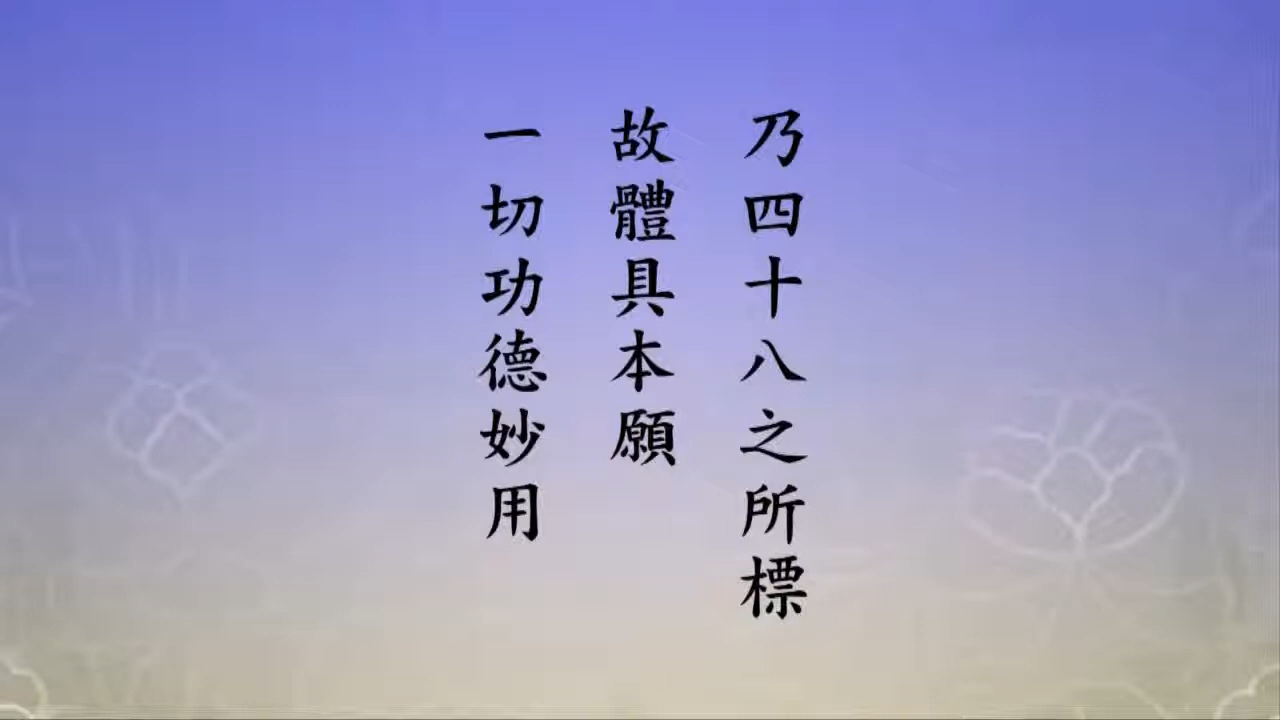 乃四十八之所標
故體具本願
一切功德妙用